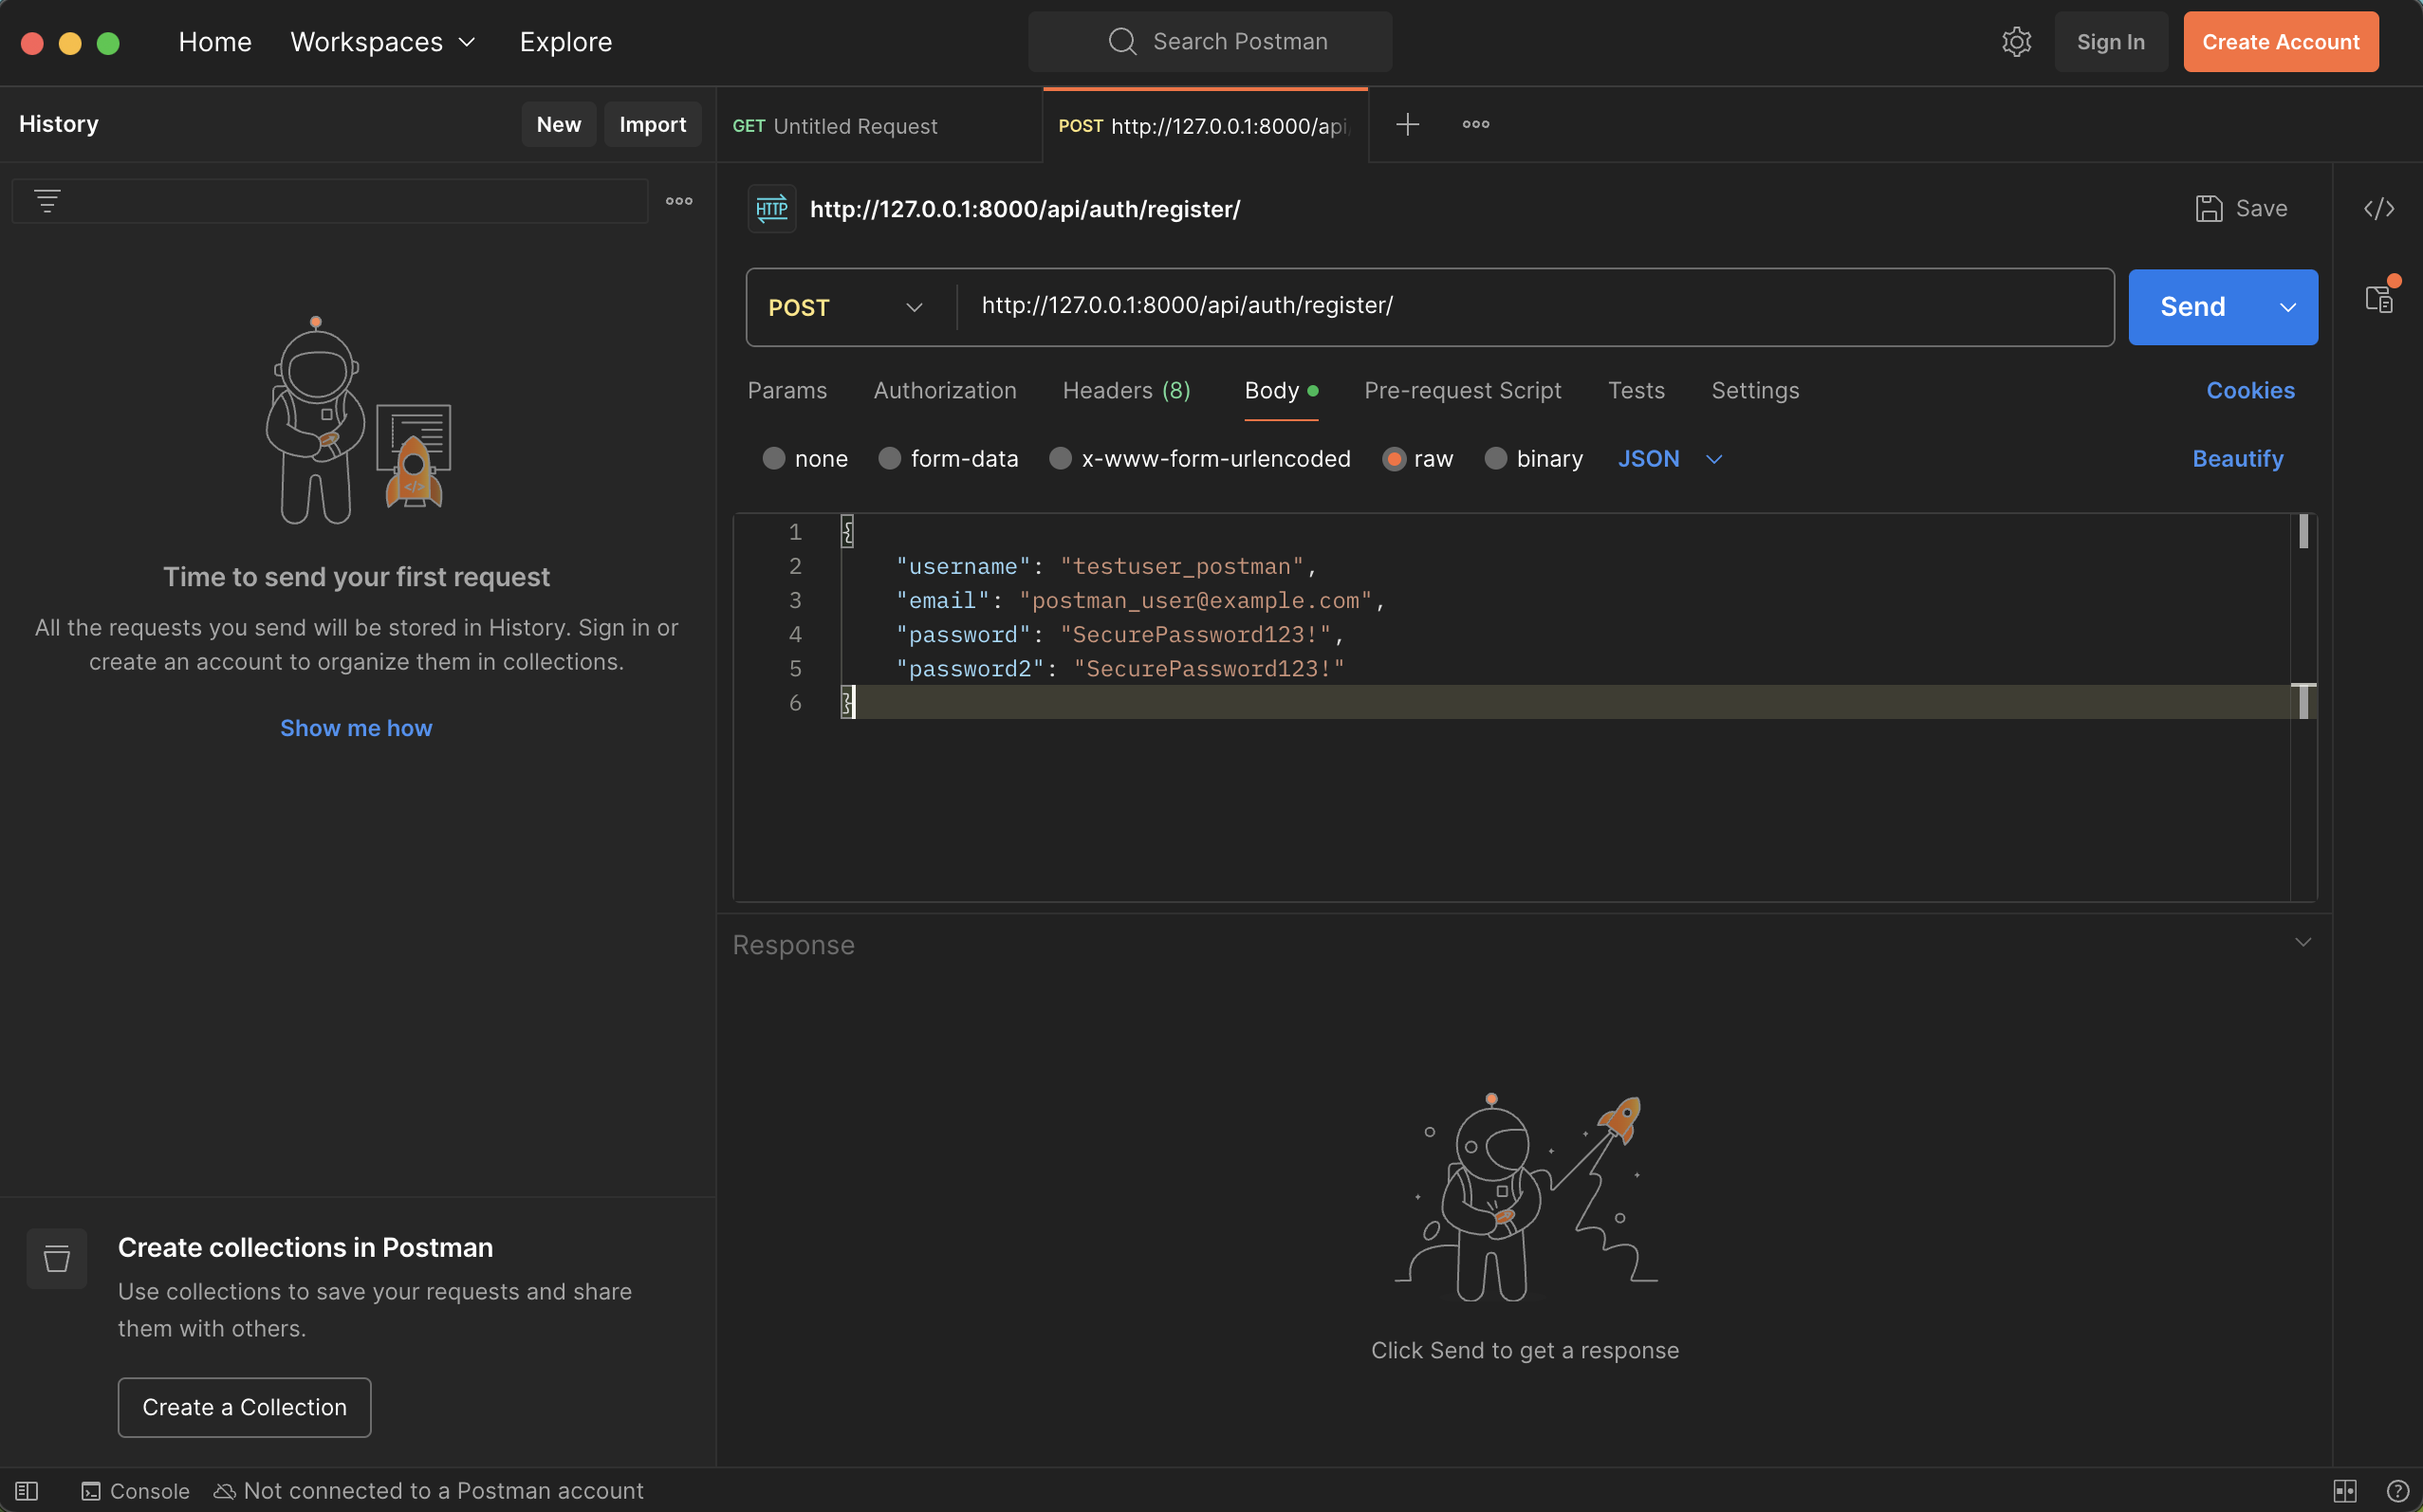 Home Workspaces Explore
Search Postman
Sign In
Create Account
History
New
Import
GET Untitled Request
POST http://127.0.0.1:8000/api/
HTTP http://127.0.0.1:8000/api/auth/register/
Save
</>
POST http://127.0.0.1:8000/api/auth/register/
Send
Params Authorization Headers (8) Body Pre-request Script Tests Settings Cookies
none form-data x-www-form-urlencoded raw binary JSON Beautify
1 {
2 "username": "testuser_postman",
3 "email": "postman_user@example.com",
4 "password": "SecurePassword123!",
5 "password2": "SecurePassword123!"
6 }
</>
Time to send your first request
All the requests you send will be stored in History. Sign in or
create an account to organize them in collections.
Show me how
Response
Click Send to get a response
Create collections in Postman
Use collections to save your requests and share
them with others.
Create a Collection
Console Not connected to a Postman account